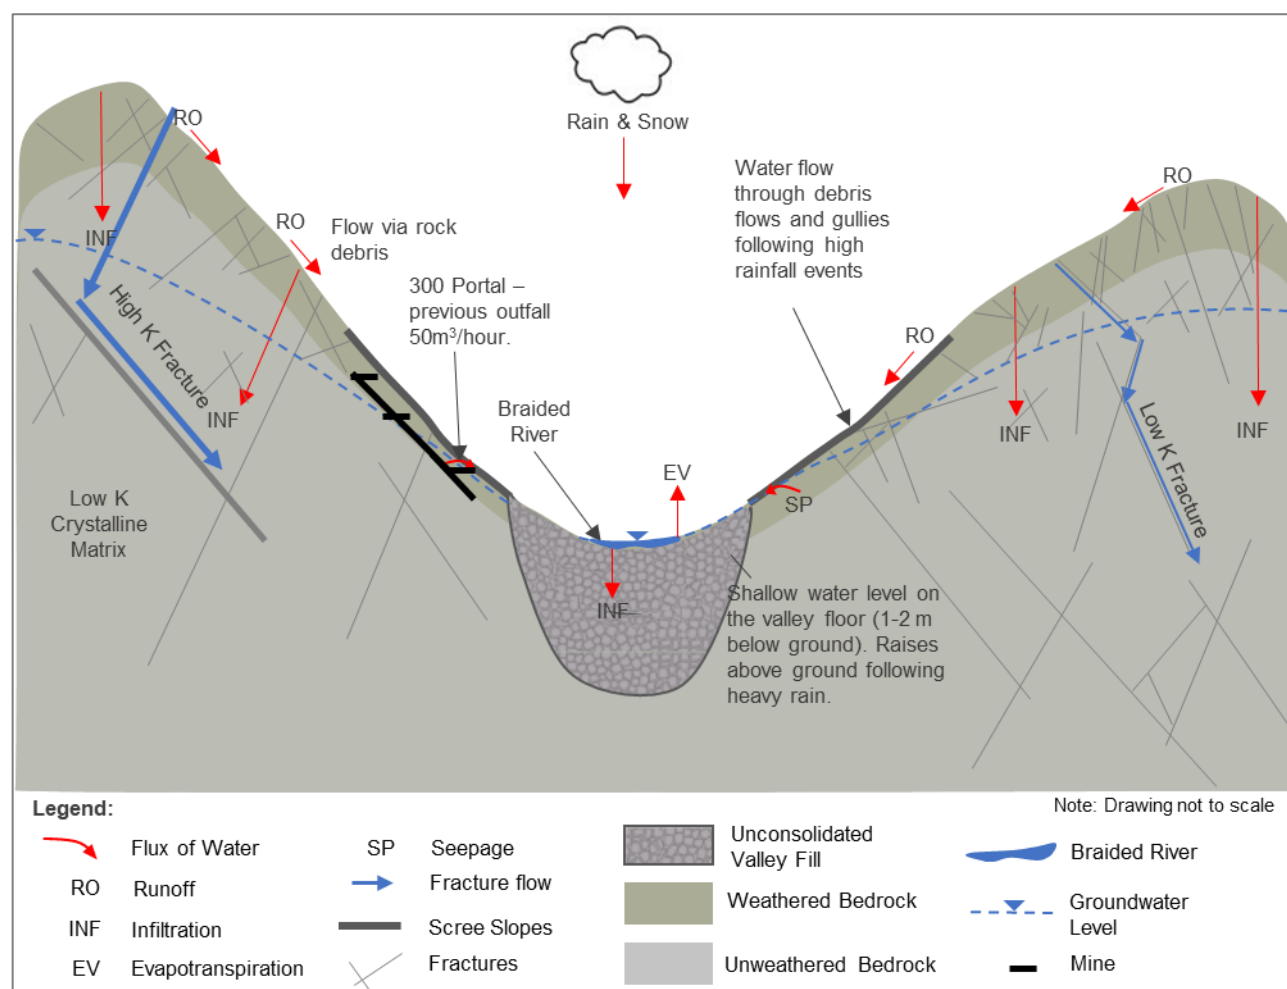 Rain & Snow
RO
Water flow
through debris
flows and gullies
following high
rainfall events
RO
INF
RO
Flow via rock
debris
300 Portal –
previous outfall
50m³/hour.
High K Fracture
RO
Braided
River
INF
EV
INF
INF
Low K Fracture
Low K
Crystalline
Matrix
SP
INF
Shallow water level on
the valley floor (1-2 m
below ground). Raises
above ground following
heavy rain.
Legend:
Note: Drawing not to scale
Flux of Water
RO Runoff
INF Infiltration
EV Evapotranspiration
SP Seepage
Fracture flow
Scree Slopes
Fractures
Unconsolidated
Valley Fill
Weathered Bedrock
Unweathered Bedrock
Braided River
Groundwater
Level
Mine